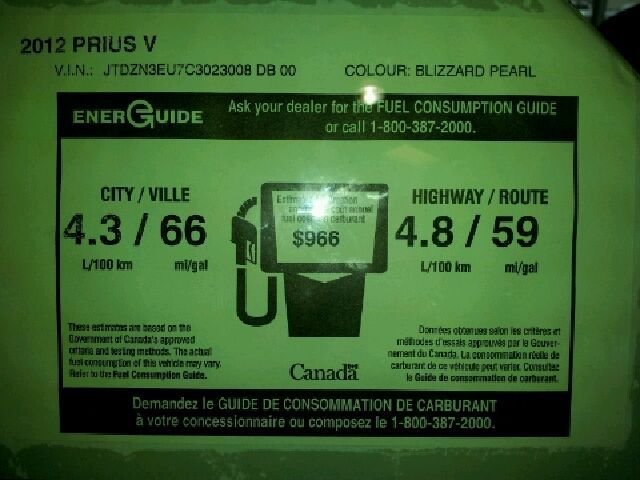 2012 PRIUS V
V.I.N.: JTDZN3EU7C3023008 DB 00 COLOUR: BLIZZARD PEARL
ENERGUIDE
Ask your dealer for the FUEL CONSUMPTION GUIDE
or call 1-800-387-2000.
CITY / VILLE
4.3 / 66
L/100 km mi/gal
Estimated
annual
fuel cost carburant
$966
HIGHWAY / ROUTE
4.8 / 59
L/100 km mi/gal
These estimates are based on the
Government of Canada's approved
criteria and testing methods. The actual
fuel consumption of this vehicle may vary.
Refer to the Fuel Consumption Guide.
Canada
Données obtenues selon les critères et
méthodes d'essais approuvés par le Gouver-
nement du Canada. La consommation réelle de
carburant de ce véhicule peut varier. Consultez
le Guide de consommation de carburant.
Demandez le GUIDE DE CONSOMMATION DE CARBURANT
à votre concessionnaire ou composez le 1-800-387-2000.